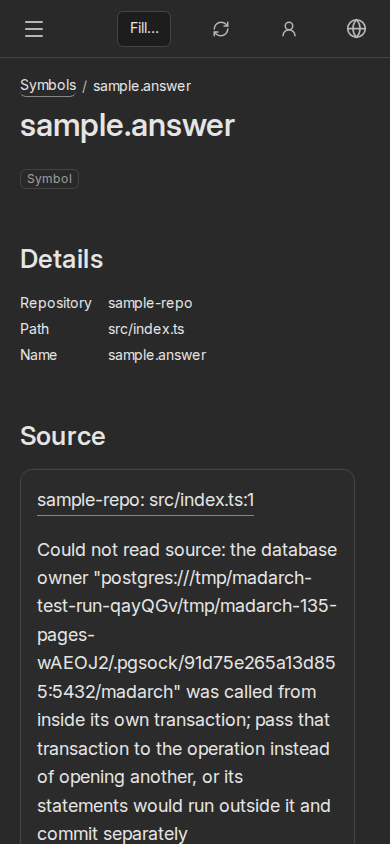 Fill...
Symbols / sample.answer
sample.answer
Symbol
Details
Repository sample-repo
Path src/index.ts
Name sample.answer
Source
sample-repo: src/index.ts:1
Could not read source: the database
owner "postgres:///tmp/madarch-
test-run-qayQGv/tmp/madarch-135-
pages-
wAEOJ2/.pgsock/91d75e265a13d85
5:5432/madarch" was called from
inside its own transaction; pass that
transaction to the operation instead
of opening another, or its
statements would run outside it and
commit separately